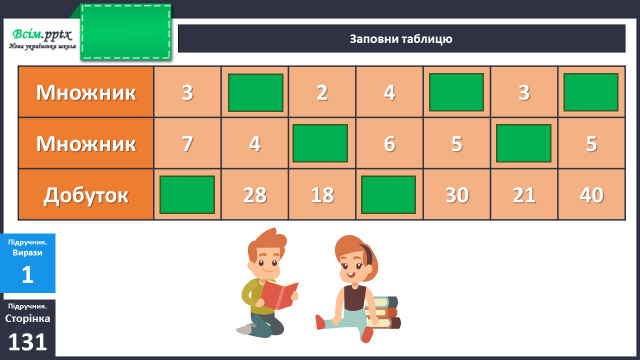 Всім.pptx
Нова українська школа
Заповни таблицю
Множник 3 2 4 3
Множник 7 4 6 5 5
Добуток 28 18 30 21 40
Підручник.
Вирази
1
Підручник.
Сторінка
131